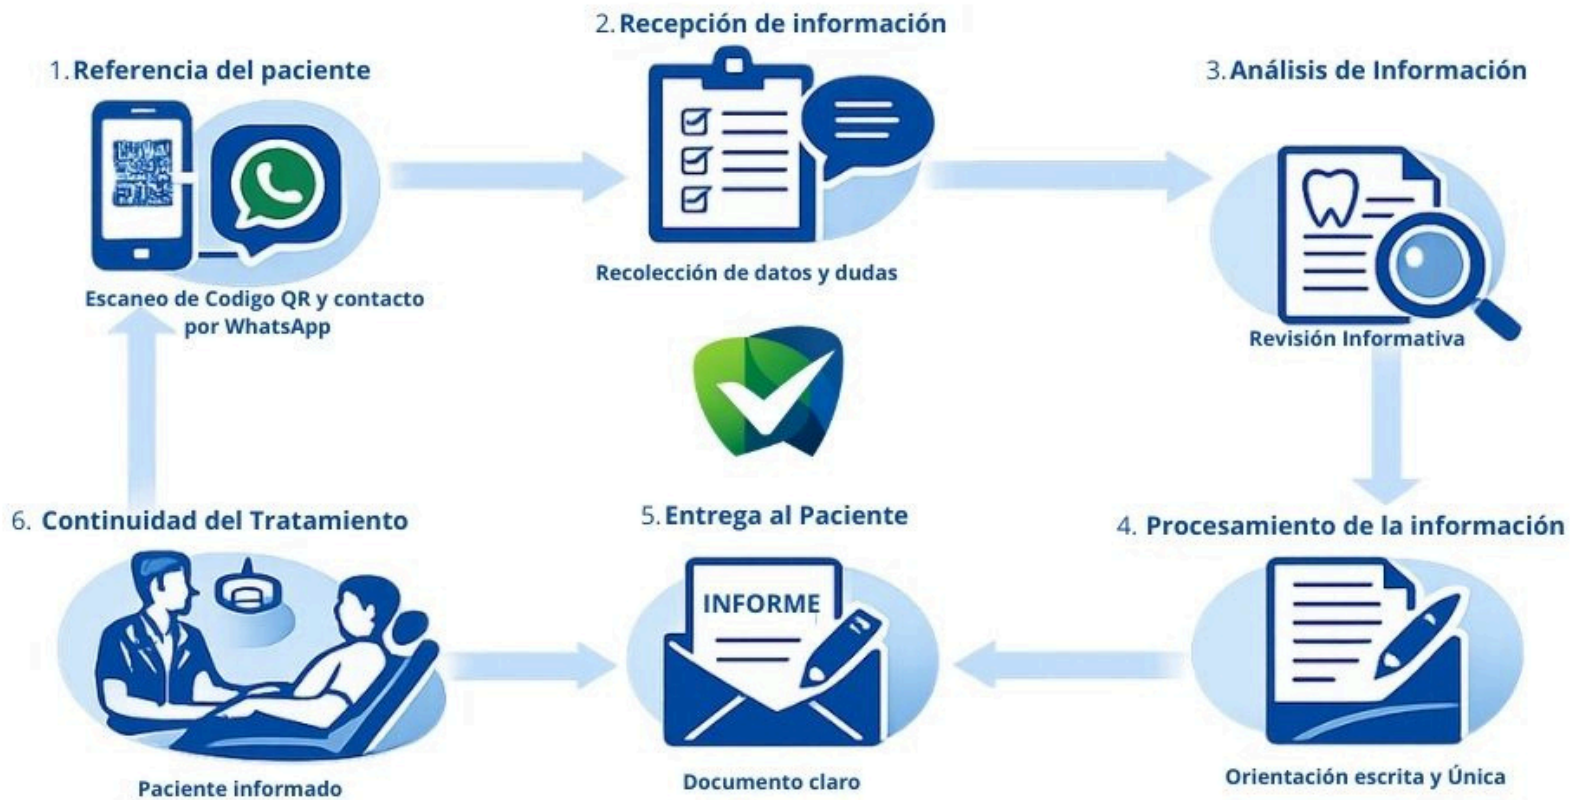 1. Referencia del paciente
Escaneo de Codigo QR y contacto
por WhatsApp
2. Recepción de información
Recolección de datos y dudas
3. Análisis de Información
Revisión Informativa
4. Procesamiento de la información
Orientación escrita y Única
5. Entrega al Paciente
INFORME
Documento claro
6. Continuidad del Tratamiento
Paciente informado